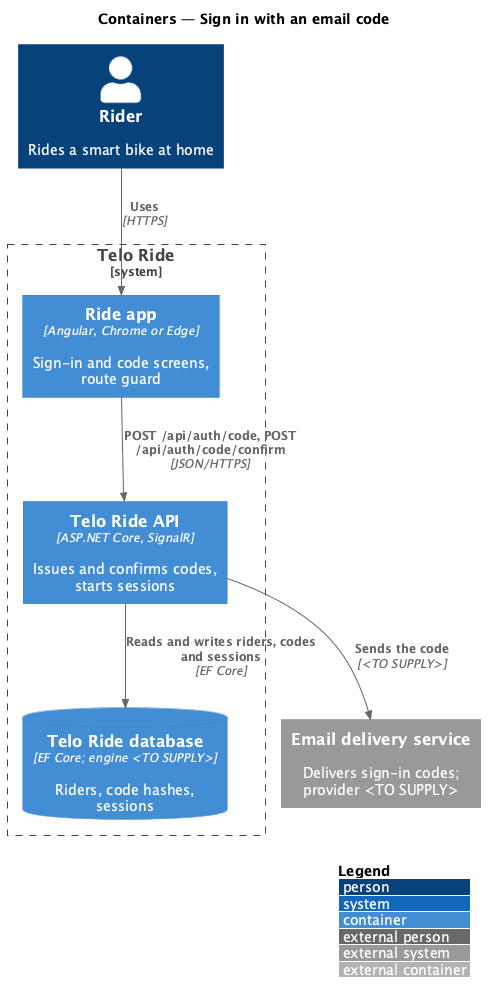 Containers — Sign in with an email code
Rider
Rides a smart bike at home
Uses
[HTTPS]
Telo Ride
[system]
Ride app
[Angular, Chrome or Edge]
Sign-in and code screens,
route guard
POST /api/auth/code, POST
/api/auth/code/confirm
[JSON/HTTPS]
Telo Ride API
[ASP.NET Core, SignalR]
Issues and confirms codes,
starts sessions
Reads and writes riders, codes
and sessions
[EF Core]
Sends the code
[<TO SUPPLY>]
Telo Ride database
[EF Core; engine <TO SUPPLY>]
Riders, code hashes,
sessions
Email delivery service
Delivers sign-in codes;
provider <TO SUPPLY>
Legend
person
system
container
external person
external system
external container